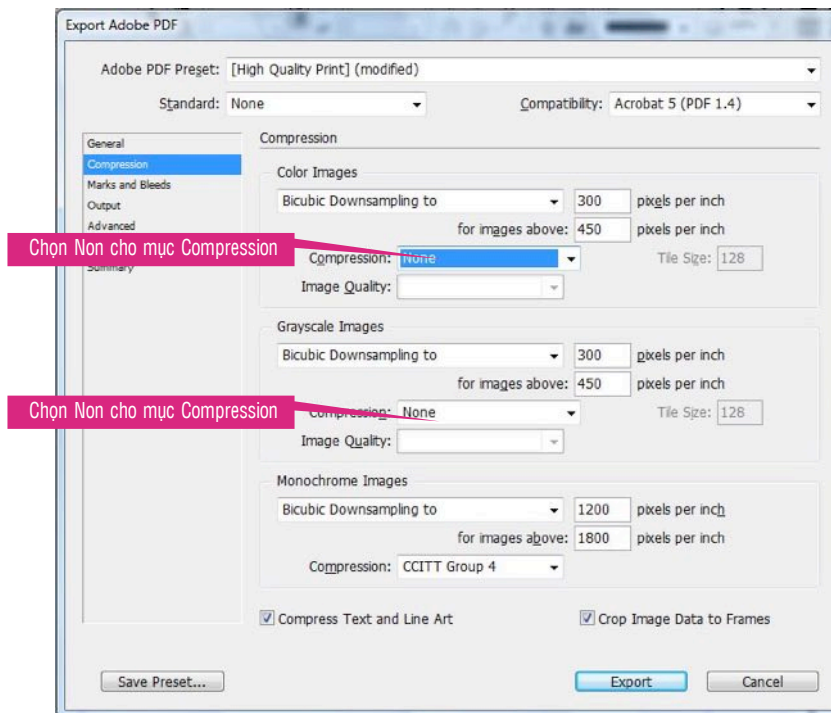 Export Adobe PDF
Adobe PDF Preset: [High Quality Print] (modified)
Standard: None Compatibility: Acrobat 5 (PDF 1.4)
General
Compression
Marks and Bleeds
Output
Advanced
Summary
Compression
Color Images
Bicubic Downsampling to 300 pixels per inch
for images above: 450 pixels per inch
Chọn Non cho mục Compression
Compression: None Tile Size: 128
Image Quality:
Grayscale Images
Bicubic Downsampling to 300 pixels per inch
for images above: 450 pixels per inch
Chọn Non cho mục Compression
Compression: None Tile Size: 128
Image Quality:
Monochrome Images
Bicubic Downsampling to 1200 pixels per inch
for images above: 1800 pixels per inch
Compression: CCITT Group 4
Compress Text and Line Art Crop Image Data to Frames
Save Preset... Export Cancel